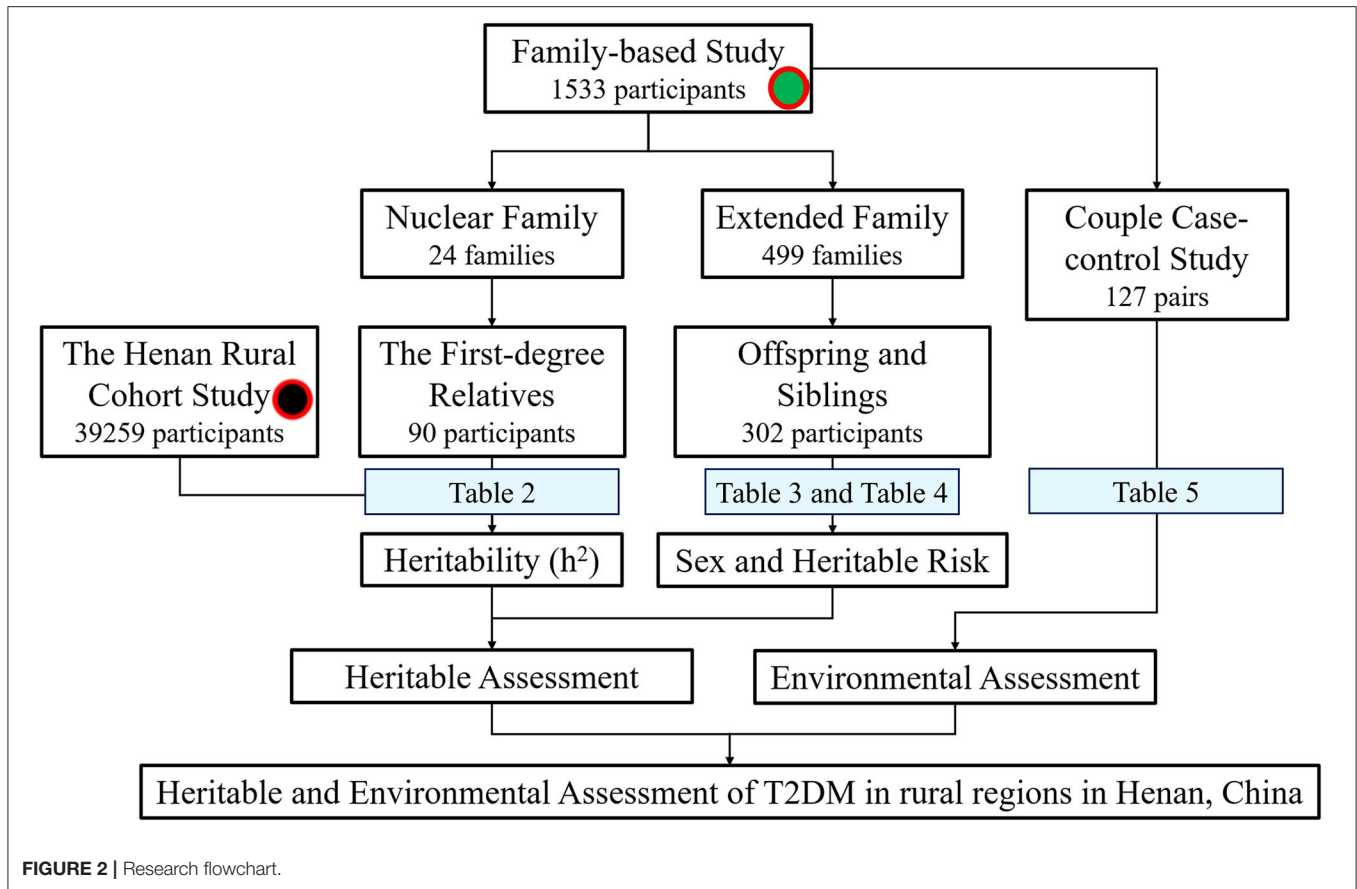 Family-based Study
1533 participants
Nuclear Family
24 families
Extended Family
499 families
Couple Case-
control Study
127 pairs
The Henan Rural
Cohort Study
39259 participants
The First-degree
Relatives
90 participants
Offspring and
Siblings
302 participants
Table 2
Table 3 and Table 4
Table 5
Heritability (h²)
Sex and Heritable Risk
Heritable Assessment
Environmental Assessment
Heritable and Environmental Assessment of T2DM in rural regions in Henan, China
FIGURE 2 | Research flowchart.